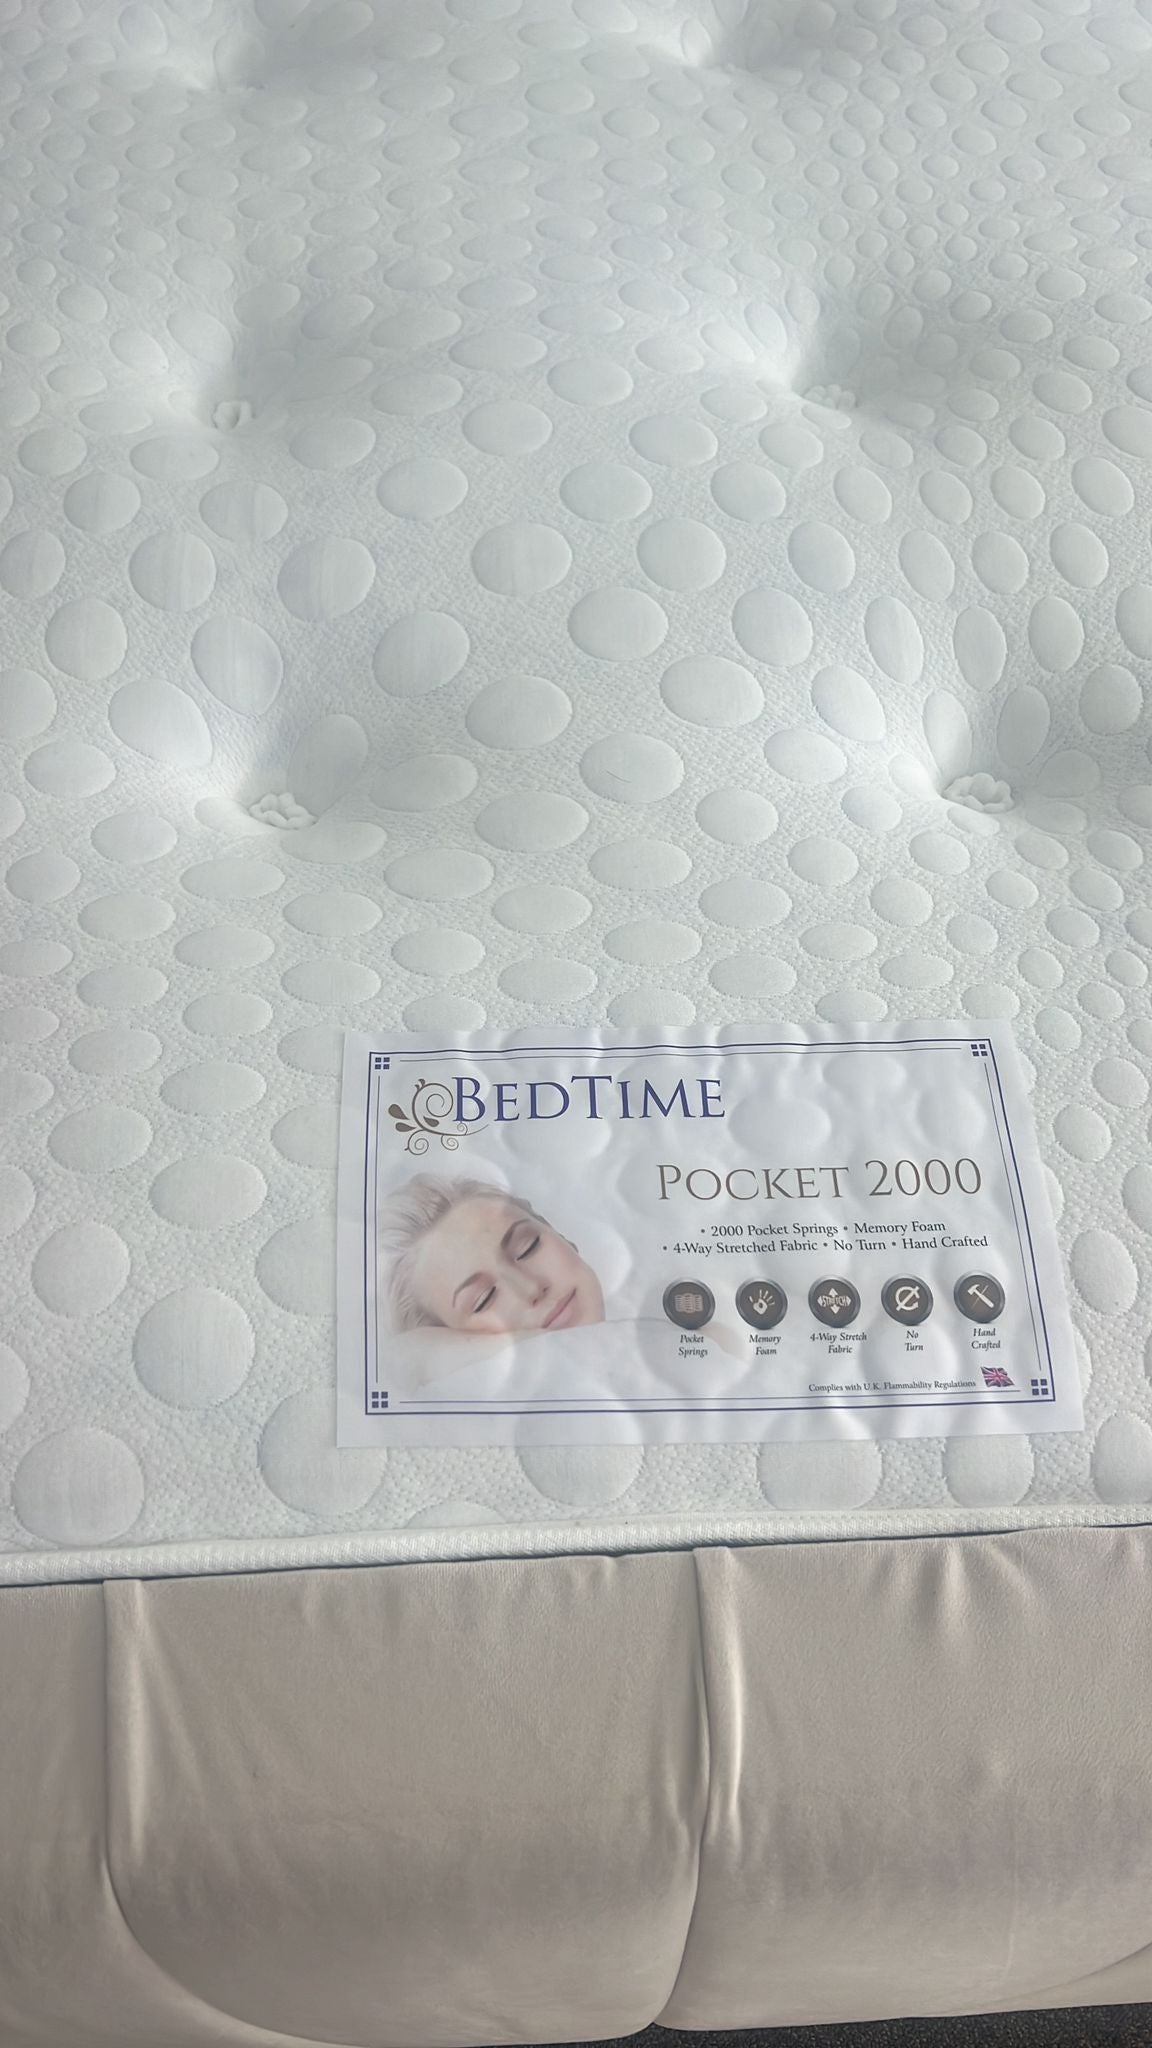 BEDTIME
POCKET 2000
• 2000 Pocket Springs • Memory Foam
• 4-Way Stretched Fabric • No Turn • Hand Crafted
STRETCH
Pocket Springs
Memory Foam
4-Way Stretch Fabric
No Turn
Hand Crafted
Complies with U.K. Flammability Regulations